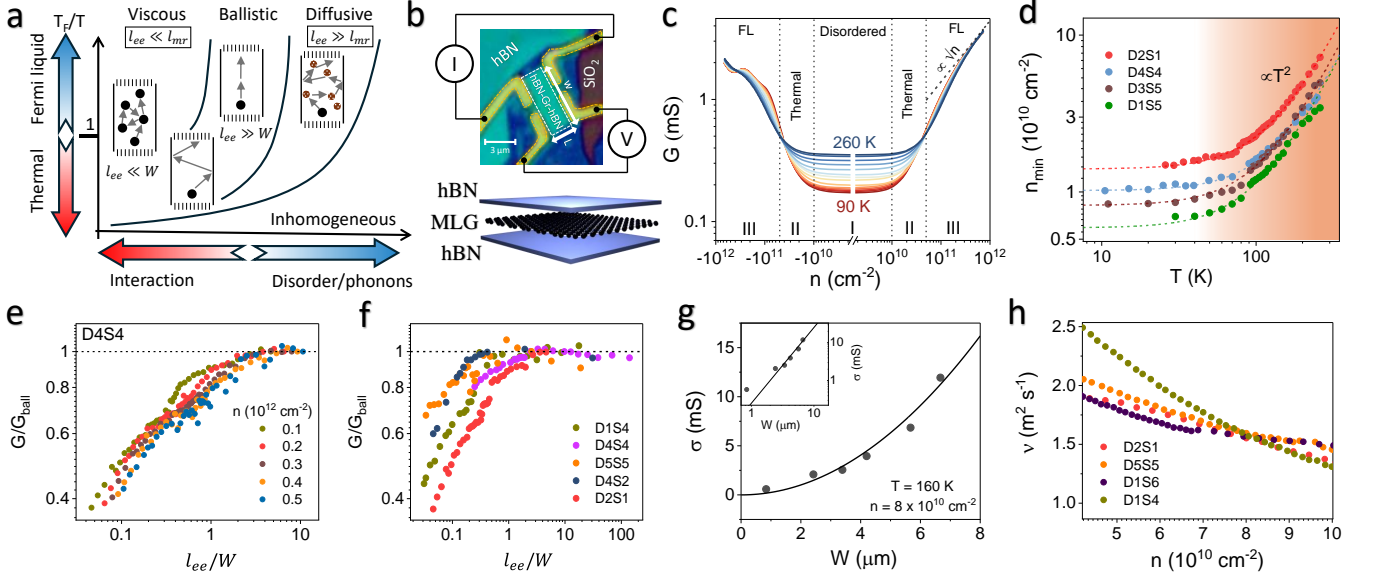 a
T_F/T
Fermi liquid
1
Thermal
Viscous
l_ee ≪ l_mr
Ballistic
Diffusive
l_ee ≫ l_mr
l_ee ≪ W
l_ee ≫ W
Inhomogeneous
Interaction
Disorder/phonons
b
I
V
hBN
SiO2
hBN-Gr-hBN
W
L
3 μm
hBN
MLG
hBN
c
G (mS)
1
0.1
FL
Disordered
FL
Thermal
Thermal
∝ √n
260 K
90 K
III
II
I
II
III
-10^12
-10^11
-10^10
10^10
10^11
10^12
n (cm^-2)
d
n_min (10^10 cm^-2)
10
3
1
0.5
D2S1
D4S4
D3S5
D1S5
∝T^2
10
100
T (K)
e
D4S4
G/G_ball
1
0.8
0.6
0.4
n (10^12 cm^-2)
0.1
0.2
0.3
0.4
0.5
0.1
1
10
l_ee/W
f
G/G_ball
1
0.8
0.6
0.4
D1S4
D4S4
D5S5
D4S2
D2S1
0.1
1
10
100
l_ee/W
g
σ (mS)
15
10
5
0
10
1
σ (mS)
1
10
W (μm)
T = 160 K
n = 8 x 10^10 cm^-2
0
2
4
6
8
W (μm)
h
ν (m^2 s^-1)
2.5
2.0
1.5
1.0
D2S1
D5S5
D1S6
D1S4
5
6
7
8
9
10
n (10^10 cm^-2)